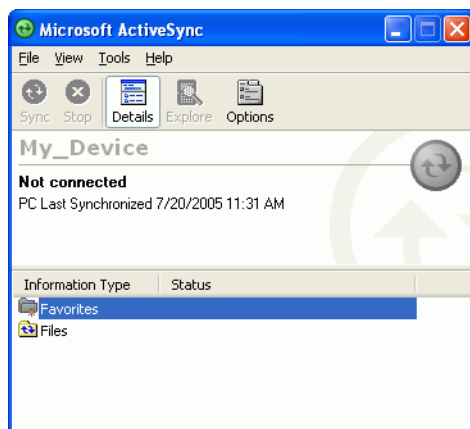 Microsoft ActiveSync
File View Tools Help
Sync Stop Details Explore Options
My_Device
Not connected
PC Last Synchronized 7/20/2005 11:31 AM
Information Type Status
Favorites
Files